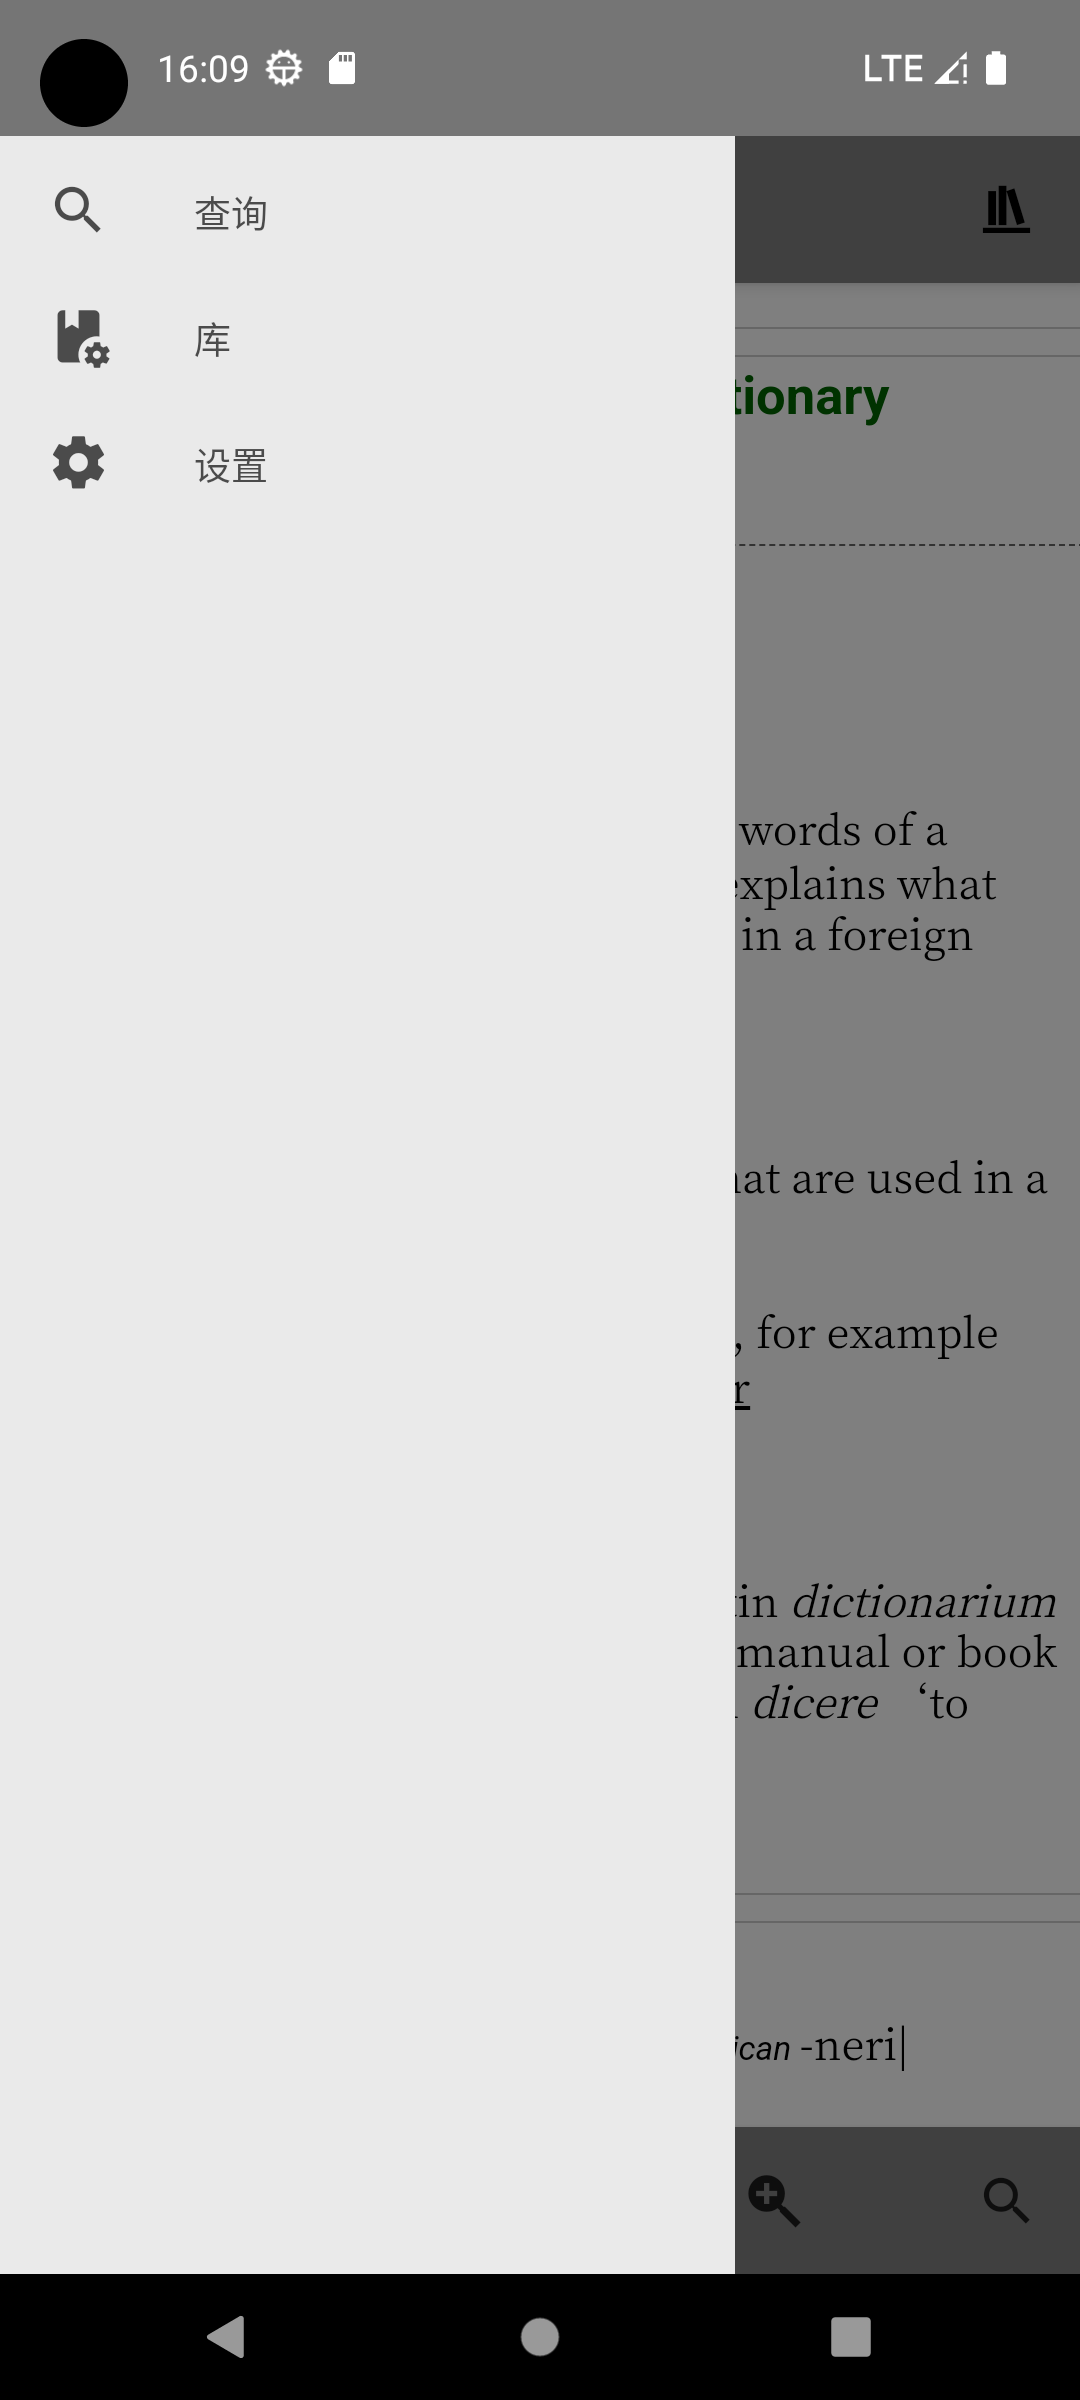 16:09
LTE
查询
库
设置
tionary
words of a
explains what
in a foreign
hat are used in a
, for example
r
tin dictionarium
manual or book
dicere ‘to
ican -neri|